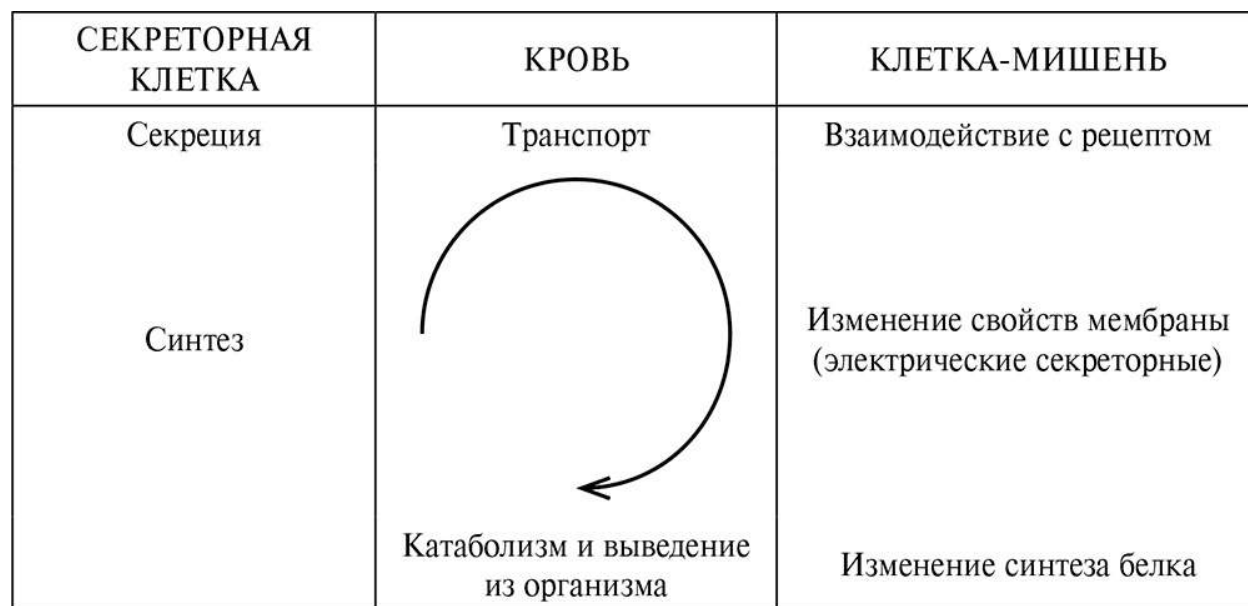 СЕКРЕТОРНАЯ
КЛЕТКА
КРОВЬ
КЛЕТКА-МИШЕНЬ
Секреция
Транспорт
Взаимодействие с рецептом
Синтез
Изменение свойств мембраны
(электрические секреторные)
Катаболизм и выведение
из организма
Изменение синтеза белка